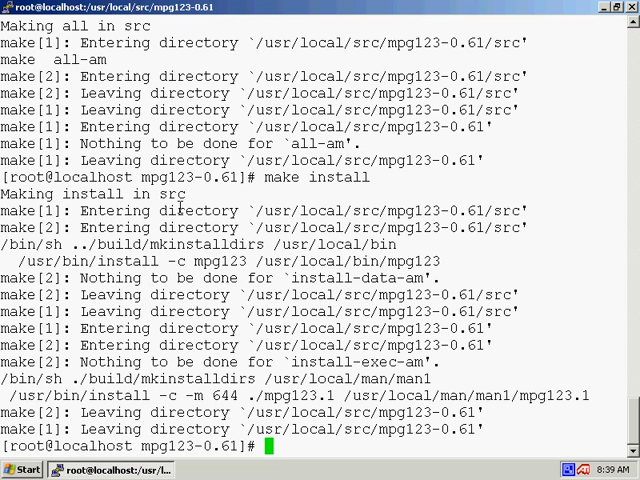 root@localhost:/usr/local/src/mpg123-0.61
Making all in src
make[1]: Entering directory `/usr/local/src/mpg123-0.61/src'
make  all-am
make[2]: Entering directory `/usr/local/src/mpg123-0.61/src'
make[2]: Leaving directory `/usr/local/src/mpg123-0.61/src'
make[1]: Leaving directory `/usr/local/src/mpg123-0.61/src'
make[1]: Entering directory `/usr/local/src/mpg123-0.61'
make[1]: Nothing to be done for `all-am'.
make[1]: Leaving directory `/usr/local/src/mpg123-0.61'
[root@localhost mpg123-0.61]# make install
Making install in src
make[1]: Entering directory `/usr/local/src/mpg123-0.61/src'
make[2]: Entering directory `/usr/local/src/mpg123-0.61/src'
/bin/sh ../build/mkinstalldirs /usr/local/bin
  /usr/bin/install -c mpg123 /usr/local/bin/mpg123
make[2]: Nothing to be done for `install-data-am'.
make[2]: Leaving directory `/usr/local/src/mpg123-0.61/src'
make[1]: Leaving directory `/usr/local/src/mpg123-0.61/src'
make[1]: Entering directory `/usr/local/src/mpg123-0.61'
make[2]: Entering directory `/usr/local/src/mpg123-0.61'
make[2]: Nothing to be done for `install-exec-am'.
/bin/sh ./build/mkinstalldirs /usr/local/man/man1
 /usr/bin/install -c -m 644 ./mpg123.1 /usr/local/man/man1/mpg123.1
make[2]: Leaving directory `/usr/local/src/mpg123-0.61'
make[1]: Leaving directory `/usr/local/src/mpg123-0.61'
[root@localhost mpg123-0.61]#
Start
root@localhost:/usr/l...
8:39 AM